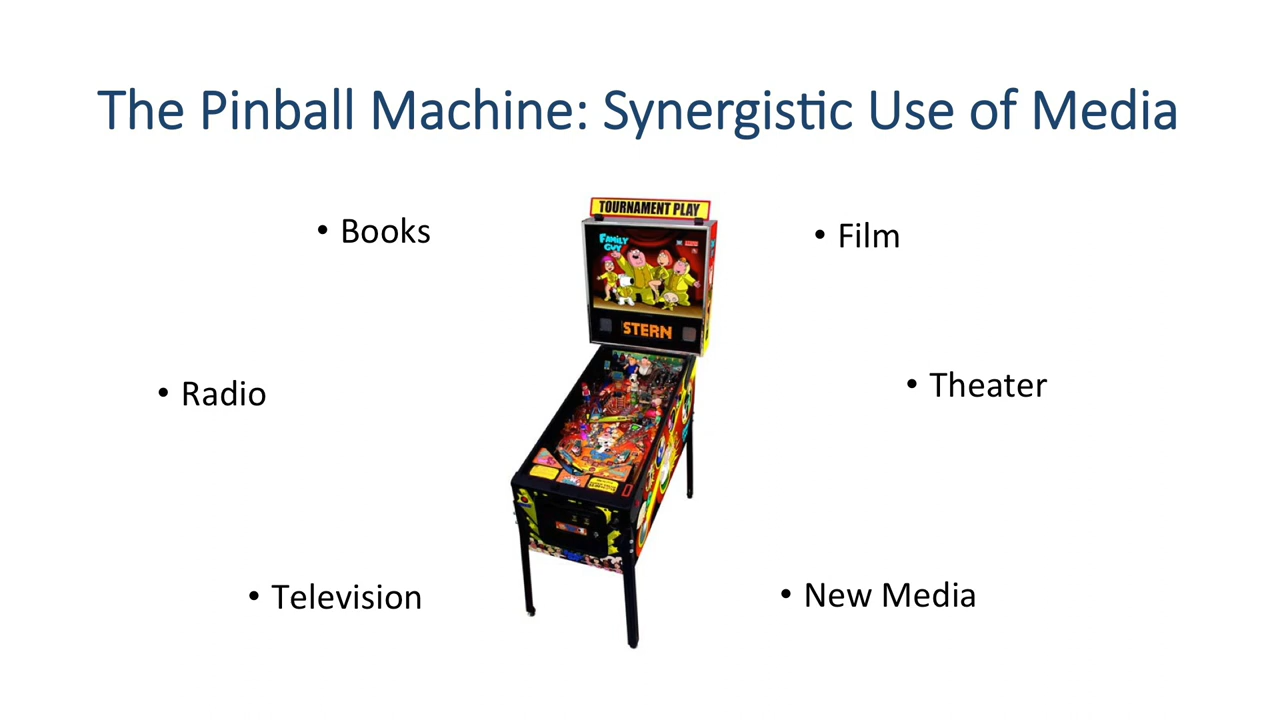 The Pinball Machine: Synergistic Use of Media
• Books
• Film
TOURNAMENT PLAY
FAMILY
GUY
STERN
• Radio
• Theater
• Television
• New Media